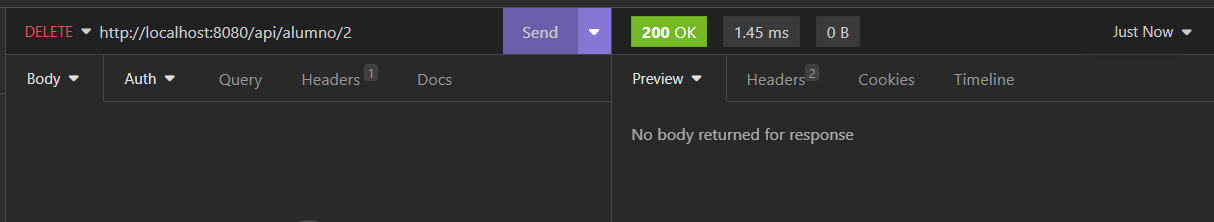 DELETE http://localhost:8080/api/alumno/2 Send 200 OK 1.45 ms 0 B Just Now
Body Auth Query Headers 1 Docs Preview Headers 2 Cookies Timeline
No body returned for response